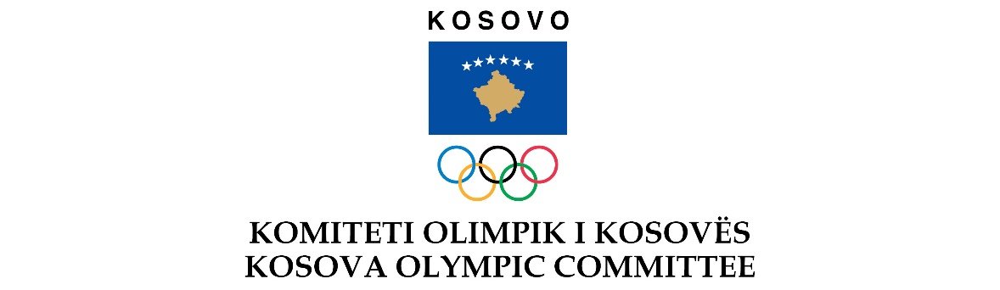 KOSOVO
KOMITETI OLIMPIK I KOSOVËS
KOSOVA OLYMPIC COMMITTEE